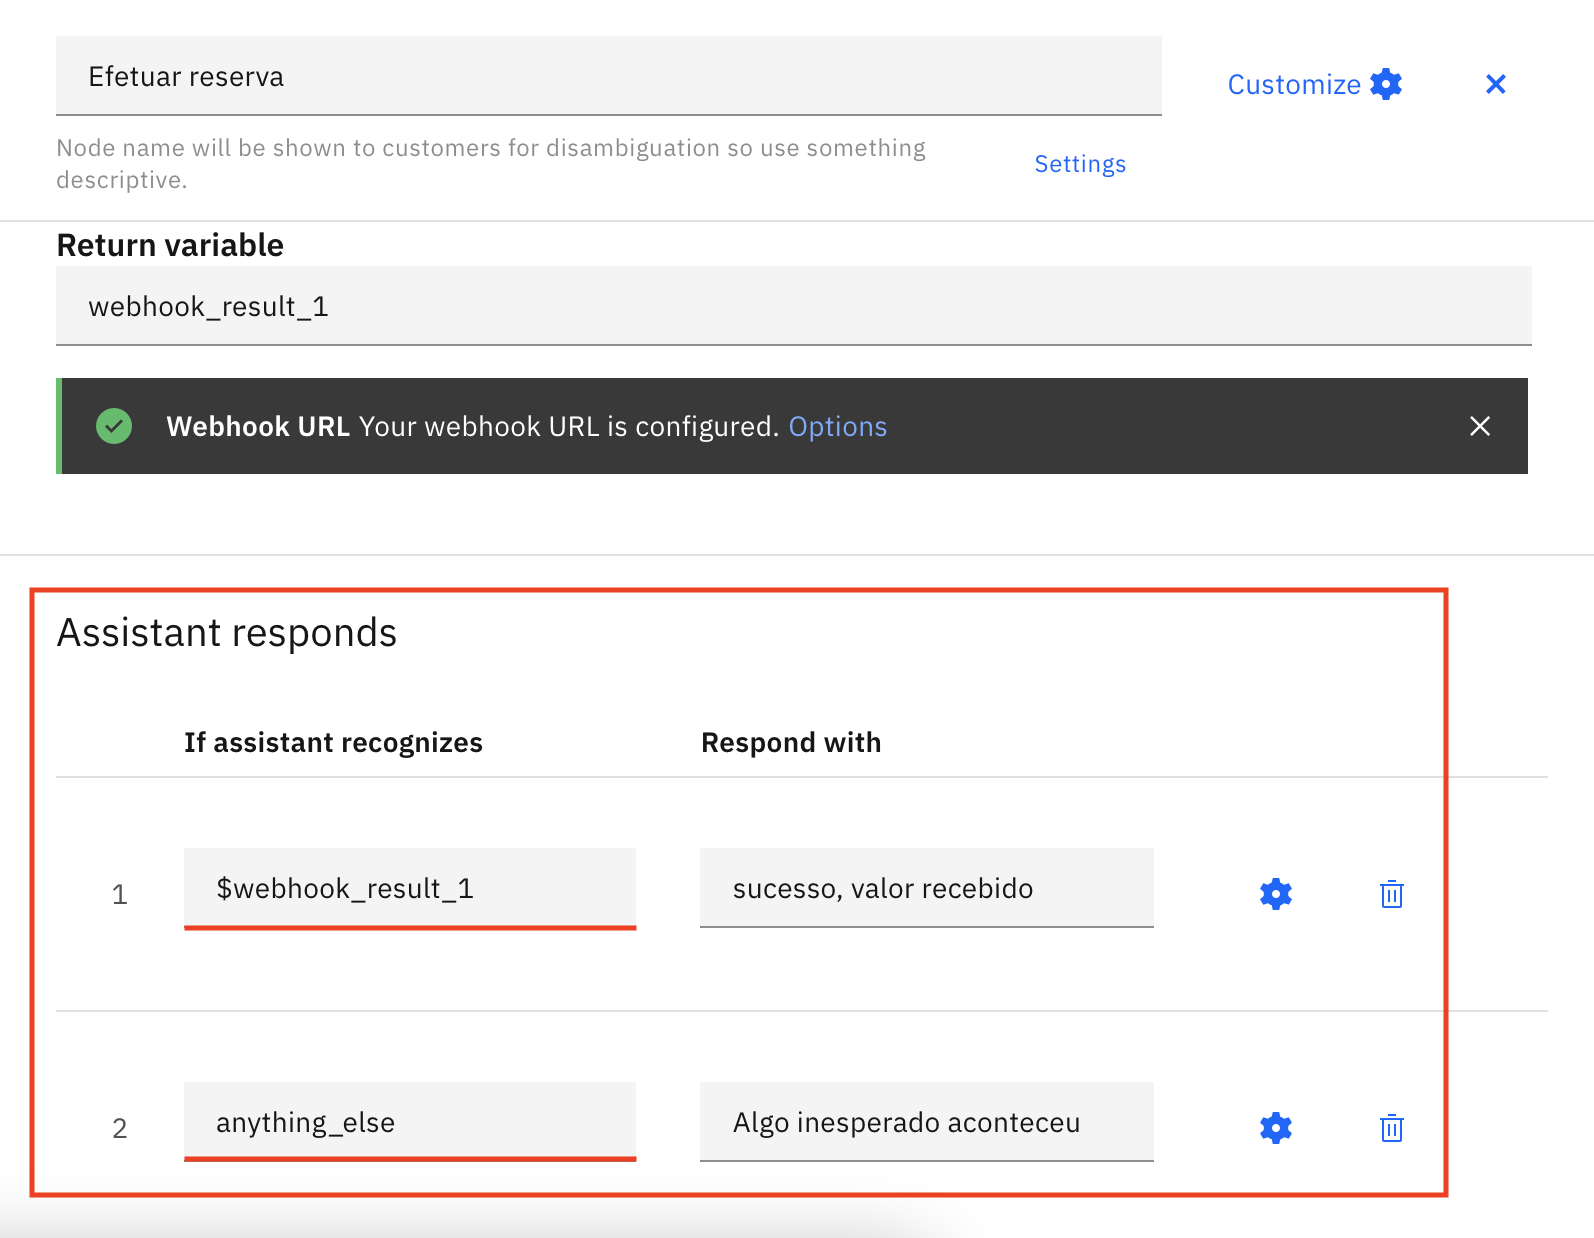 Efetuar reserva
Customize
Node name will be shown to customers for disambiguation so use something
descriptive.
Settings
Return variable
webhook_result_1
Webhook URL Your webhook URL is configured. Options
Assistant responds
If assistant recognizes Respond with
1 $webhook_result_1 sucesso, valor recebido
2 anything_else Algo inesperado aconteceu